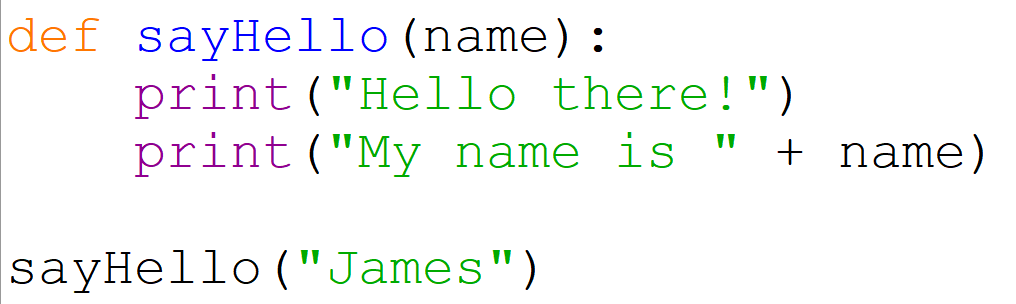 def sayHello(name):
    print("Hello there!")
    print("My name is " + name)

sayHello("James")